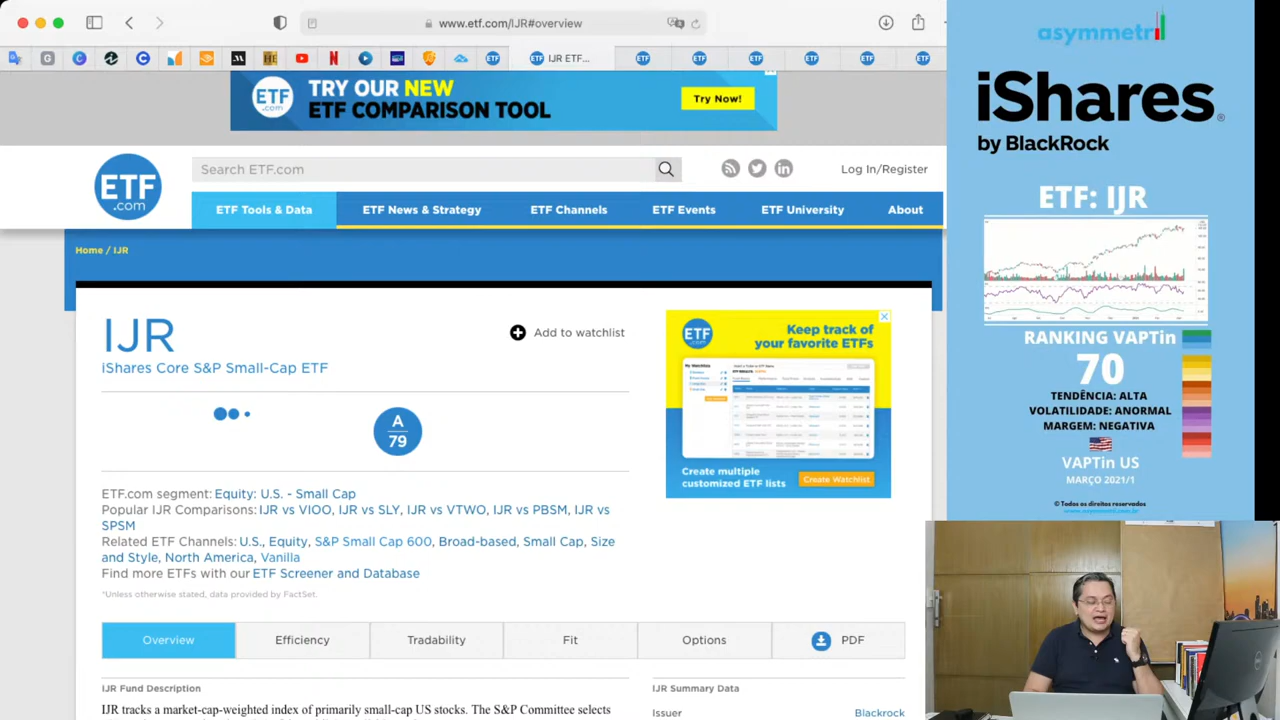 www.etf.com/IJR#overview
IJR ETF...
ETF .com
TRY OUR NEW
ETF COMPARISON TOOL
Try Now!
ETF .com
Search ETF.com
Log In/Register
ETF Tools & Data
ETF News & Strategy
ETF Channels
ETF Events
ETF University
About
Home / IJR
IJR
iShares Core S&P Small-Cap ETF
Add to watchlist
A
79
ETF.com segment: Equity: U.S. - Small Cap
Popular IJR Comparisons: IJR vs VIOO, IJR vs SLY, IJR vs VTWO, IJR vs PBSM, IJR vs
SPSM
Related ETF Channels: U.S., Equity, S&P Small Cap 600, Broad-based, Small Cap, Size
and Style, North America, Vanilla
Find more ETFs with our ETF Screener and Database
*Unless otherwise stated, data provided by FactSet.
ETF .com
Keep track of
your favorite ETFs
Create multiple
customized ETF lists
Create Watchlist
Overview
Efficiency
Tradability
Fit
Options
PDF
IJR Fund Description
IJR tracks a market-cap-weighted index of primarily small-cap US stocks. The S&P Committee selects
IJR Summary Data
Issuer
Blackrock
asymmetrii
iShares®
by BlackRock
ETF: IJR
RANKING VAPTin
70
TENDÊNCIA: ALTA
VOLATILIDADE: ANORMAL
MARGEM: NEGATIVA
VAPTin US
MARÇO 2021/1
© Todos os direitos reservados
www.asymmetri.com.br